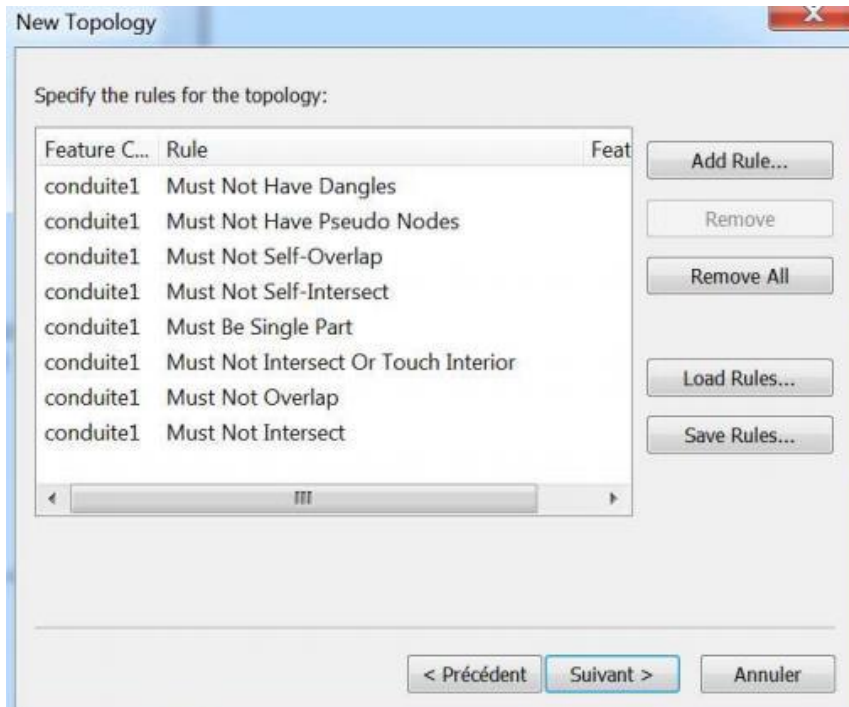 New Topology
Specify the rules for the topology:
Feature C... Rule Feat
conduite1 Must Not Have Dangles
conduite1 Must Not Have Pseudo Nodes
conduite1 Must Not Self-Overlap
conduite1 Must Not Self-Intersect
conduite1 Must Be Single Part
conduite1 Must Not Intersect Or Touch Interior
conduite1 Must Not Overlap
conduite1 Must Not Intersect
Add Rule...
Remove
Remove All
Load Rules...
Save Rules...
< Précédent
Suivant >
Annuler